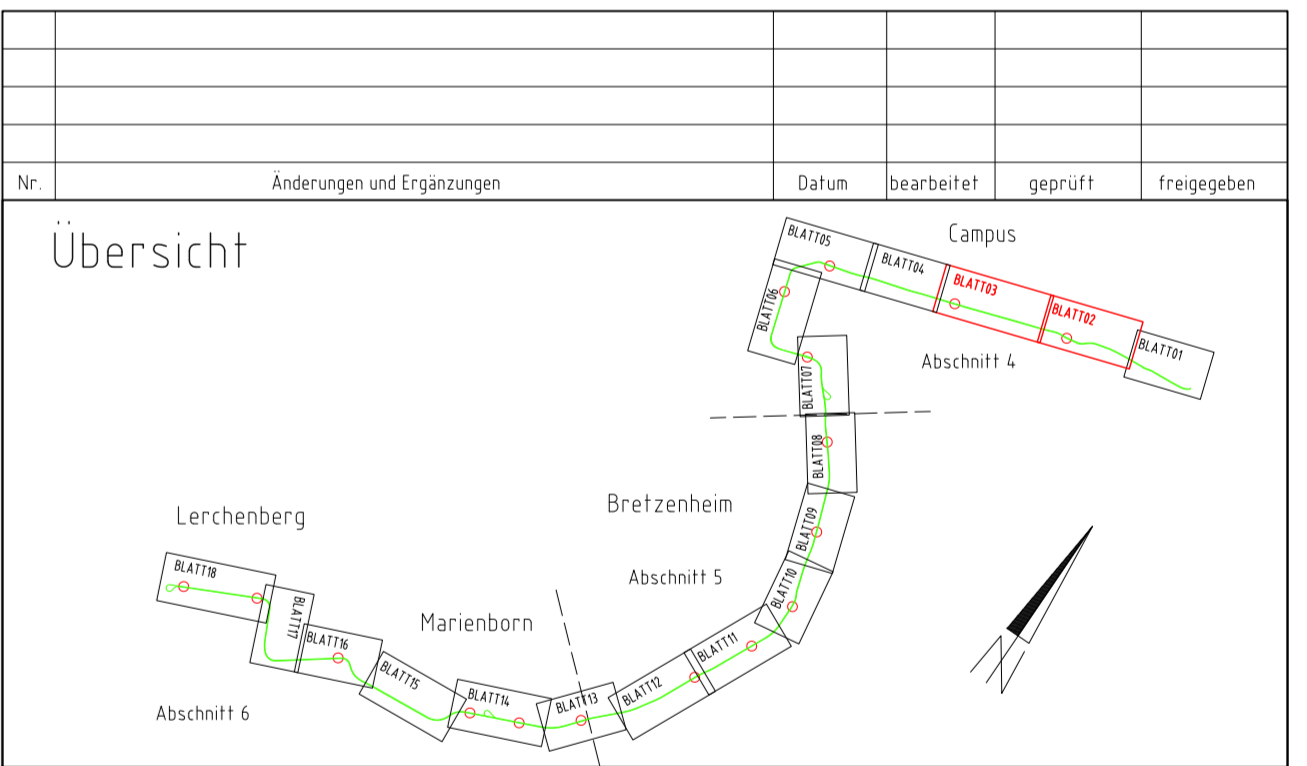 Nr. Änderungen und Ergänzungen Datum bearbeitet geprüft freigegeben
Übersicht
Campus
BLATT05
BLATT04
BLATT03
BLATT02
BLATT01
BLATT06
Abschnitt 4
BLATT07
BLATT08
Bretzenheim
Lerchenberg
BLATT09
Abschnitt 5
BLATT10
BLATT18
BLATT17
Marienborn
BLATT16
BLATT11
BLATT15
BLATT12
BLATT14
BLATT13
Abschnitt 6
N